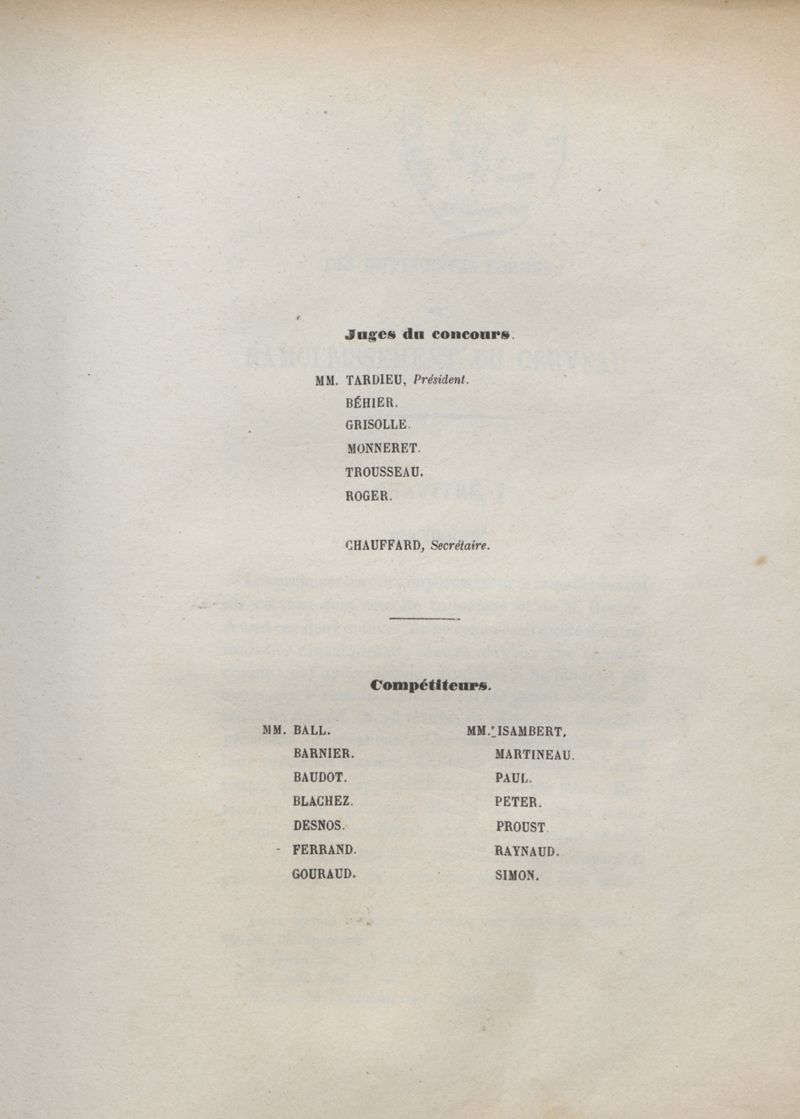 Juges du concours.
MM. TARDIEU, Président.
BÉHIER.
GRISOLLE.
MONNERET.
TROUSSEAU.
ROGER.
CHAUFFARD, Secrétaire.
Compétiteurs.
MM. BALL.
BARNIER.
BAUDOT.
BLACHEZ.
DESNOS.
FERRAND.
GOURAUD.
MM. ISAMBERT,
MARTINEAU.
PAUL.
PETER.
PROUST
RAYNAUD.
SIMON.